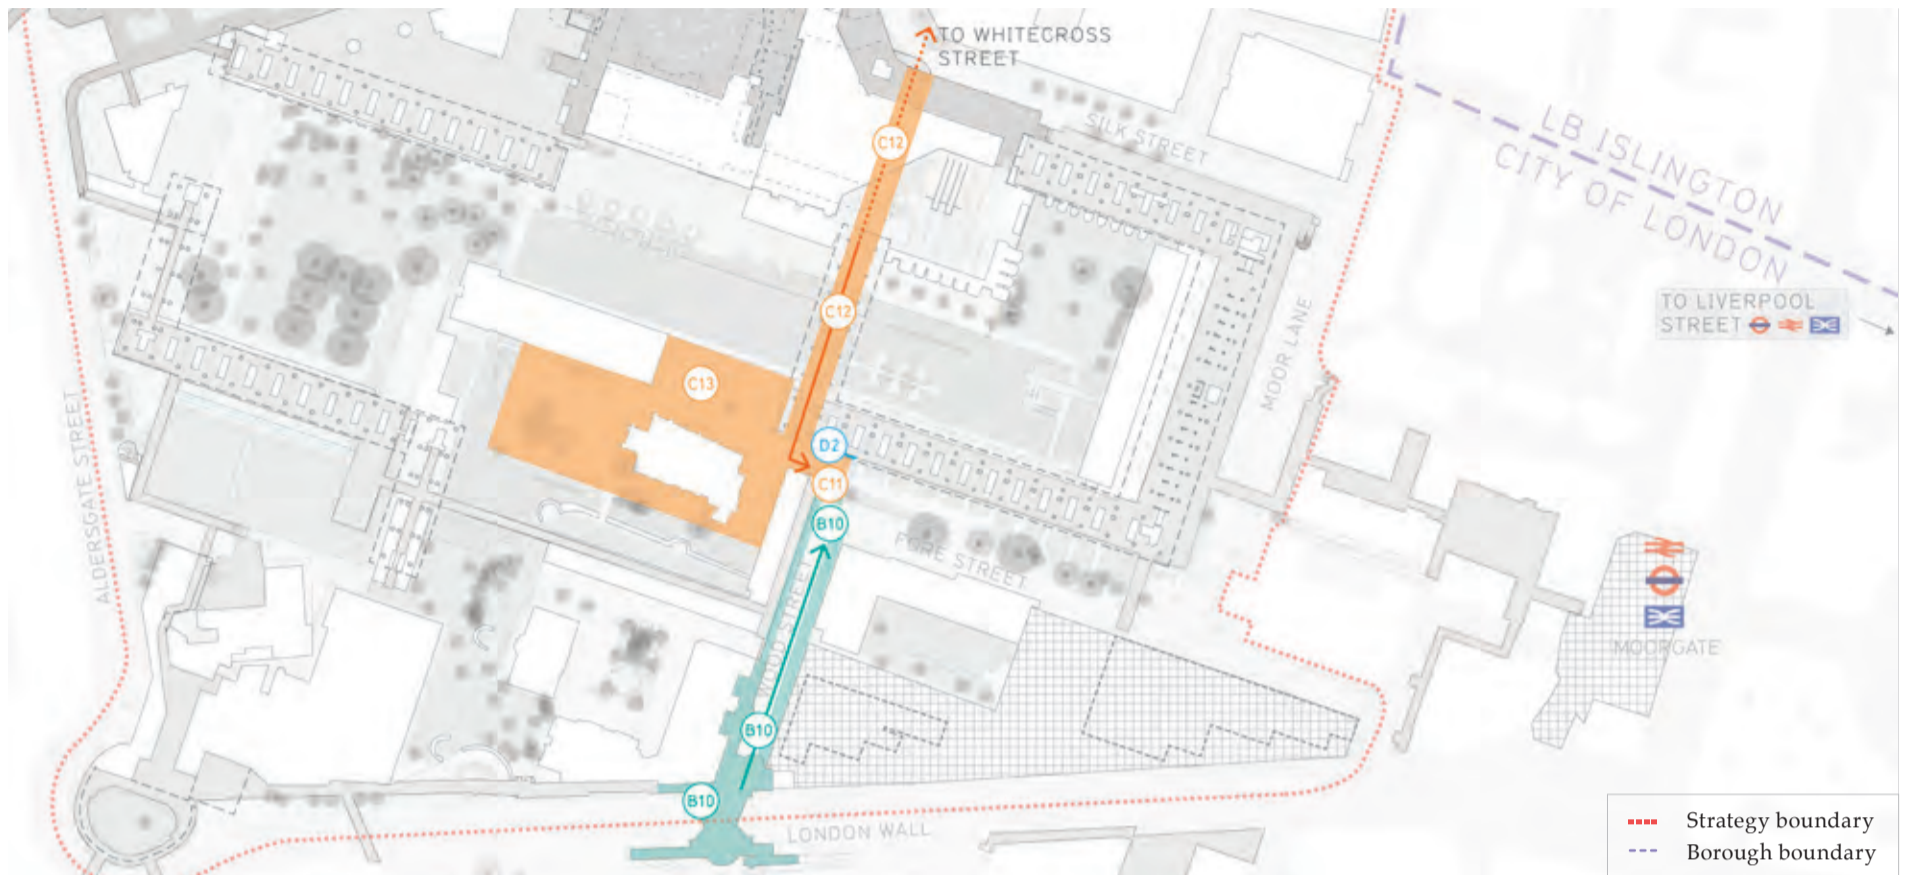 TO WHITECROSS
STREET
C12
SILK STREET
LB ISLINGTON
CITY OF LONDON
TO LIVERPOOL
STREET
C12
MOOR LANE
C13
ALDERSGATE STREET
D2
C11
B10
FORE STREET
WOOD STREET
MOORGATE
B10
B10
LONDON WALL
Strategy boundary
Borough boundary